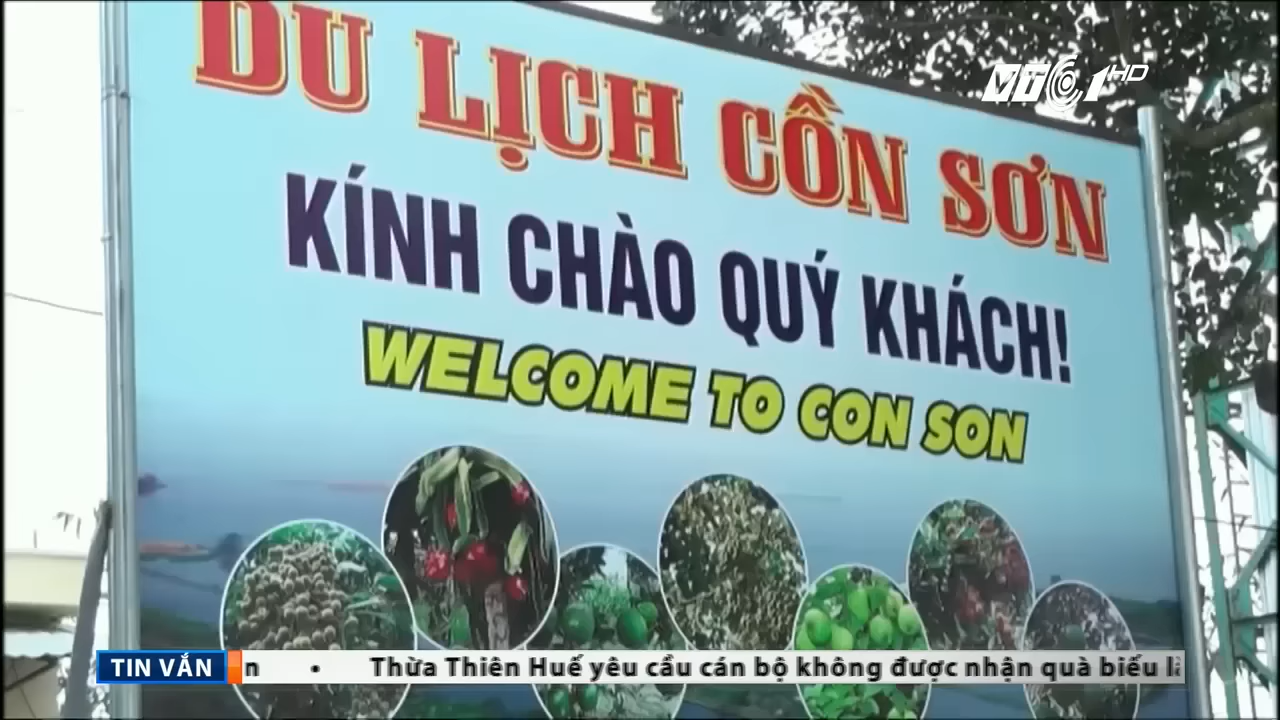 VTC1 HD
DU LỊCH CỒN SƠN
KÍNH CHÀO QUÝ KHÁCH!
WELCOME TO CON SON
TIN VẮN
• Thừa Thiên Huế yêu cầu cán bộ không được nhận quà biếu